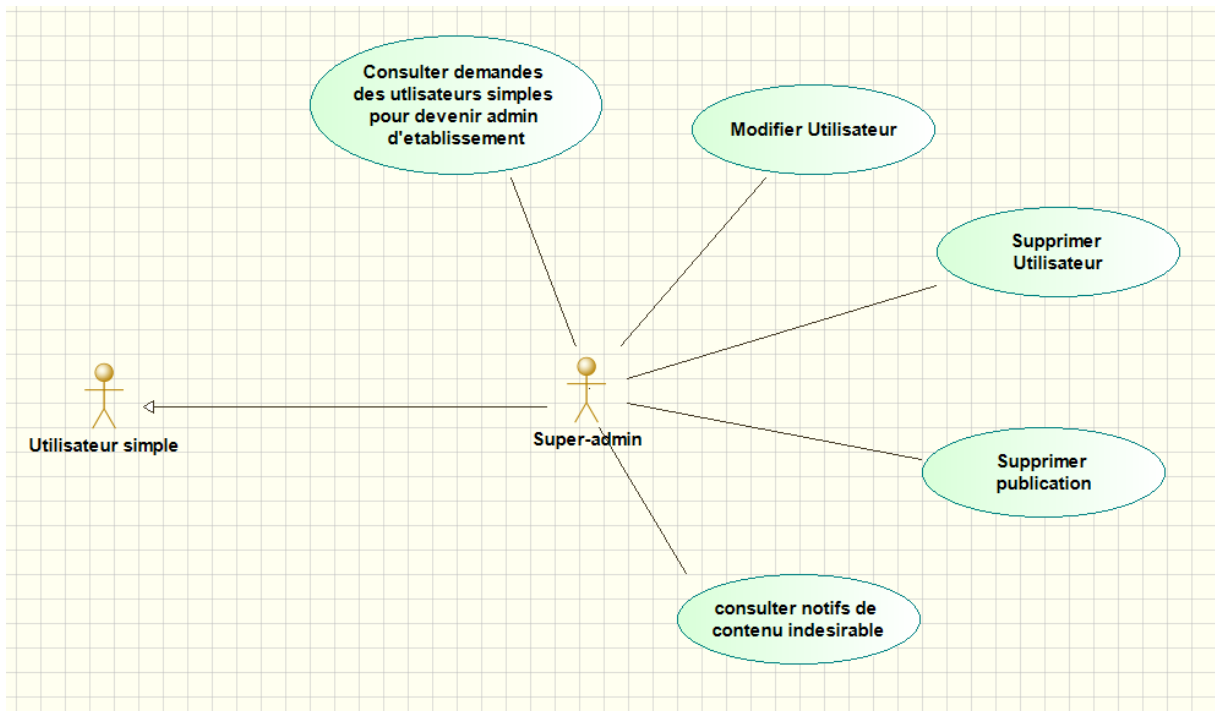 Consulter demandes
des utlisateurs simples
pour devenir admin
d'etablissement
Modifier Utilisateur
Supprimer
Utilisateur
Utilisateur simple
Super-admin
Supprimer
publication
consulter notifs de
contenu indesirable